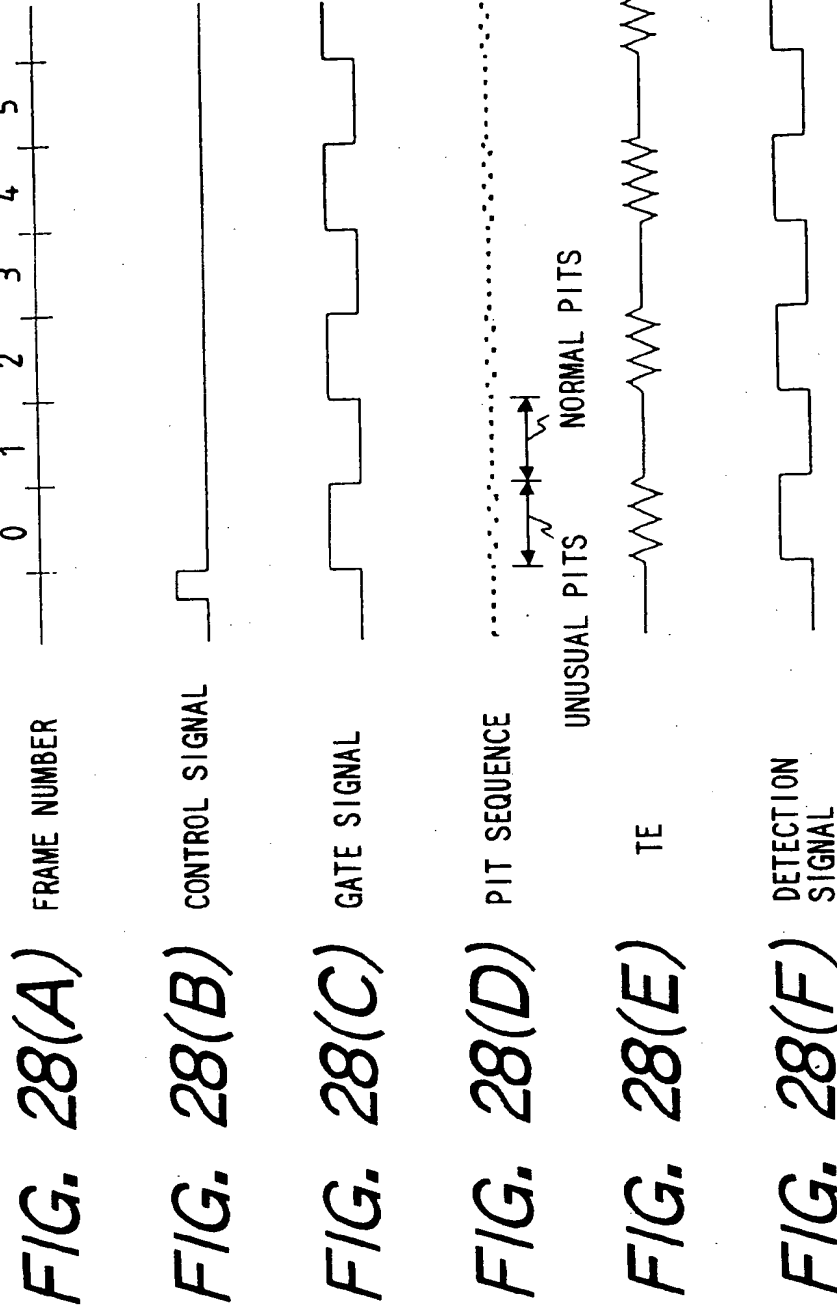 FIG. 28(A) FRAME NUMBER 0 1 2 3 4 5
FIG. 28(B) CONTROL SIGNAL
FIG. 28(C) GATE SIGNAL
FIG. 28(D) PIT SEQUENCE
UNUSUAL PITS NORMAL PITS
FIG. 28(E) TE
FIG. 28(F) DETECTION
SIGNAL